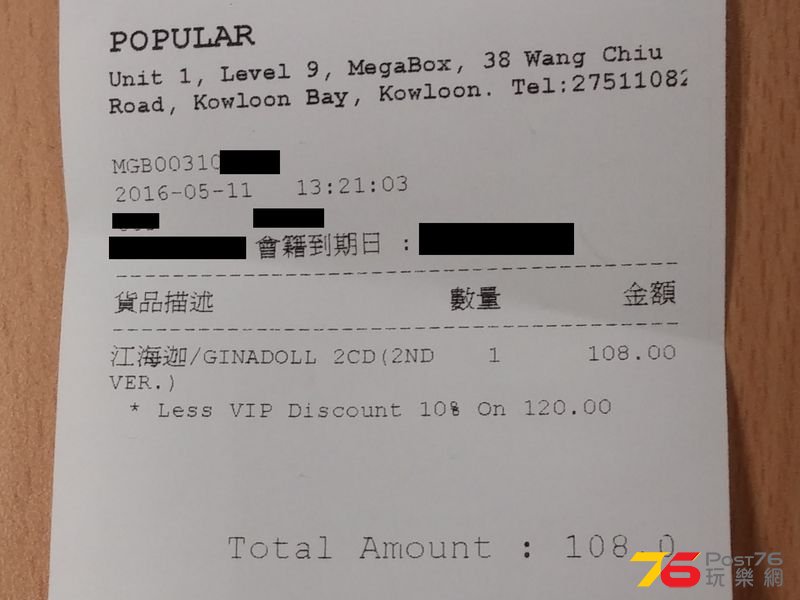 POPULAR
Unit 1, Level 9, MegaBox, 38 Wang Chiu
Road, Kowloon Bay, Kowloon. Tel:27511082
MGB00310
2016-05-11 13:21:03
會籍到期日 :
貨品描述 數量 金額
江海迦/GINADOLL 2CD(2ND 1 108.00
VER.)
* Less VIP Discount 10% On 120.00
Total Amount : 108.0
76 Post76
玩樂網